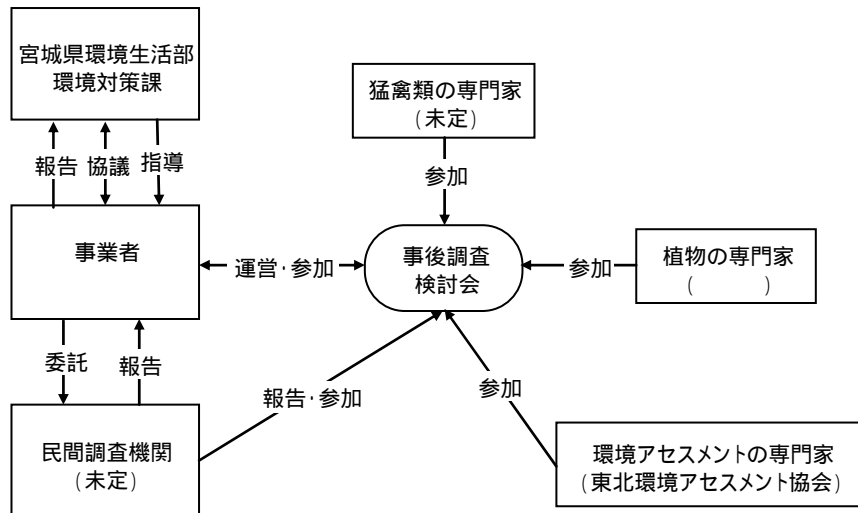 宮城県環境生活部
環境対策課
猛禽類の専門家
(未定)
報告 協議 指導
参加
事業者
運営・参加
事後調査
検討会
参加
植物の専門家
(　　　)
委託 報告
報告・参加
参加
民間調査機関
(未定)
環境アセスメントの専門家
(東北環境アセスメント協会)